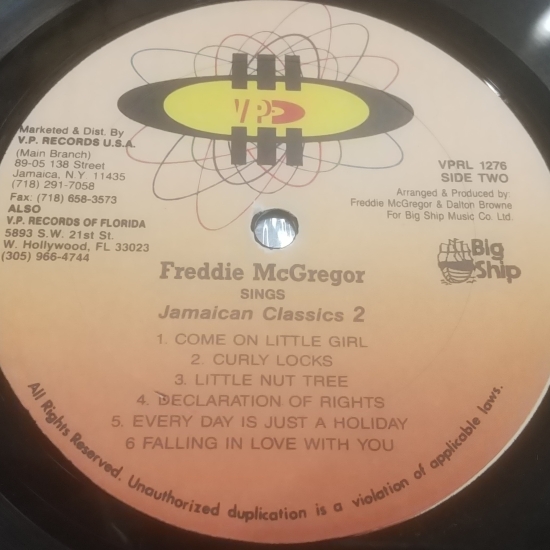 VP
Marketed & Dist. By
V.P. RECORDS U.S.A.
(Main Branch)
89-05 138 Street
Jamaica, N.Y 11435
(718) 291-7058
Fax: (718) 658-3573
ALSO
V.P. RECORDS OF FLORIDA
5893 S.W. 21st St.
W. Hollywood, FL 33023
(305) 966-4744
VPRL 1276
SIDE TWO
Arranged & Produced by:
Freddie McGregor & Dalton Browne
For Big Ship Music Co. Ltd.
Big
Ship
Freddie McGregor
SINGS
Jamaican Classics 2
1. COME ON LITTLE GIRL
2. CURLY LOCKS
3. LITTLE NUT TREE
4. DECLARATION OF RIGHTS
5. EVERY DAY IS JUST A HOLIDAY
6 FALLING IN LOVE WITH YOU
All Rights Reserved. Unauthorized duplication is a violation of applicable laws.